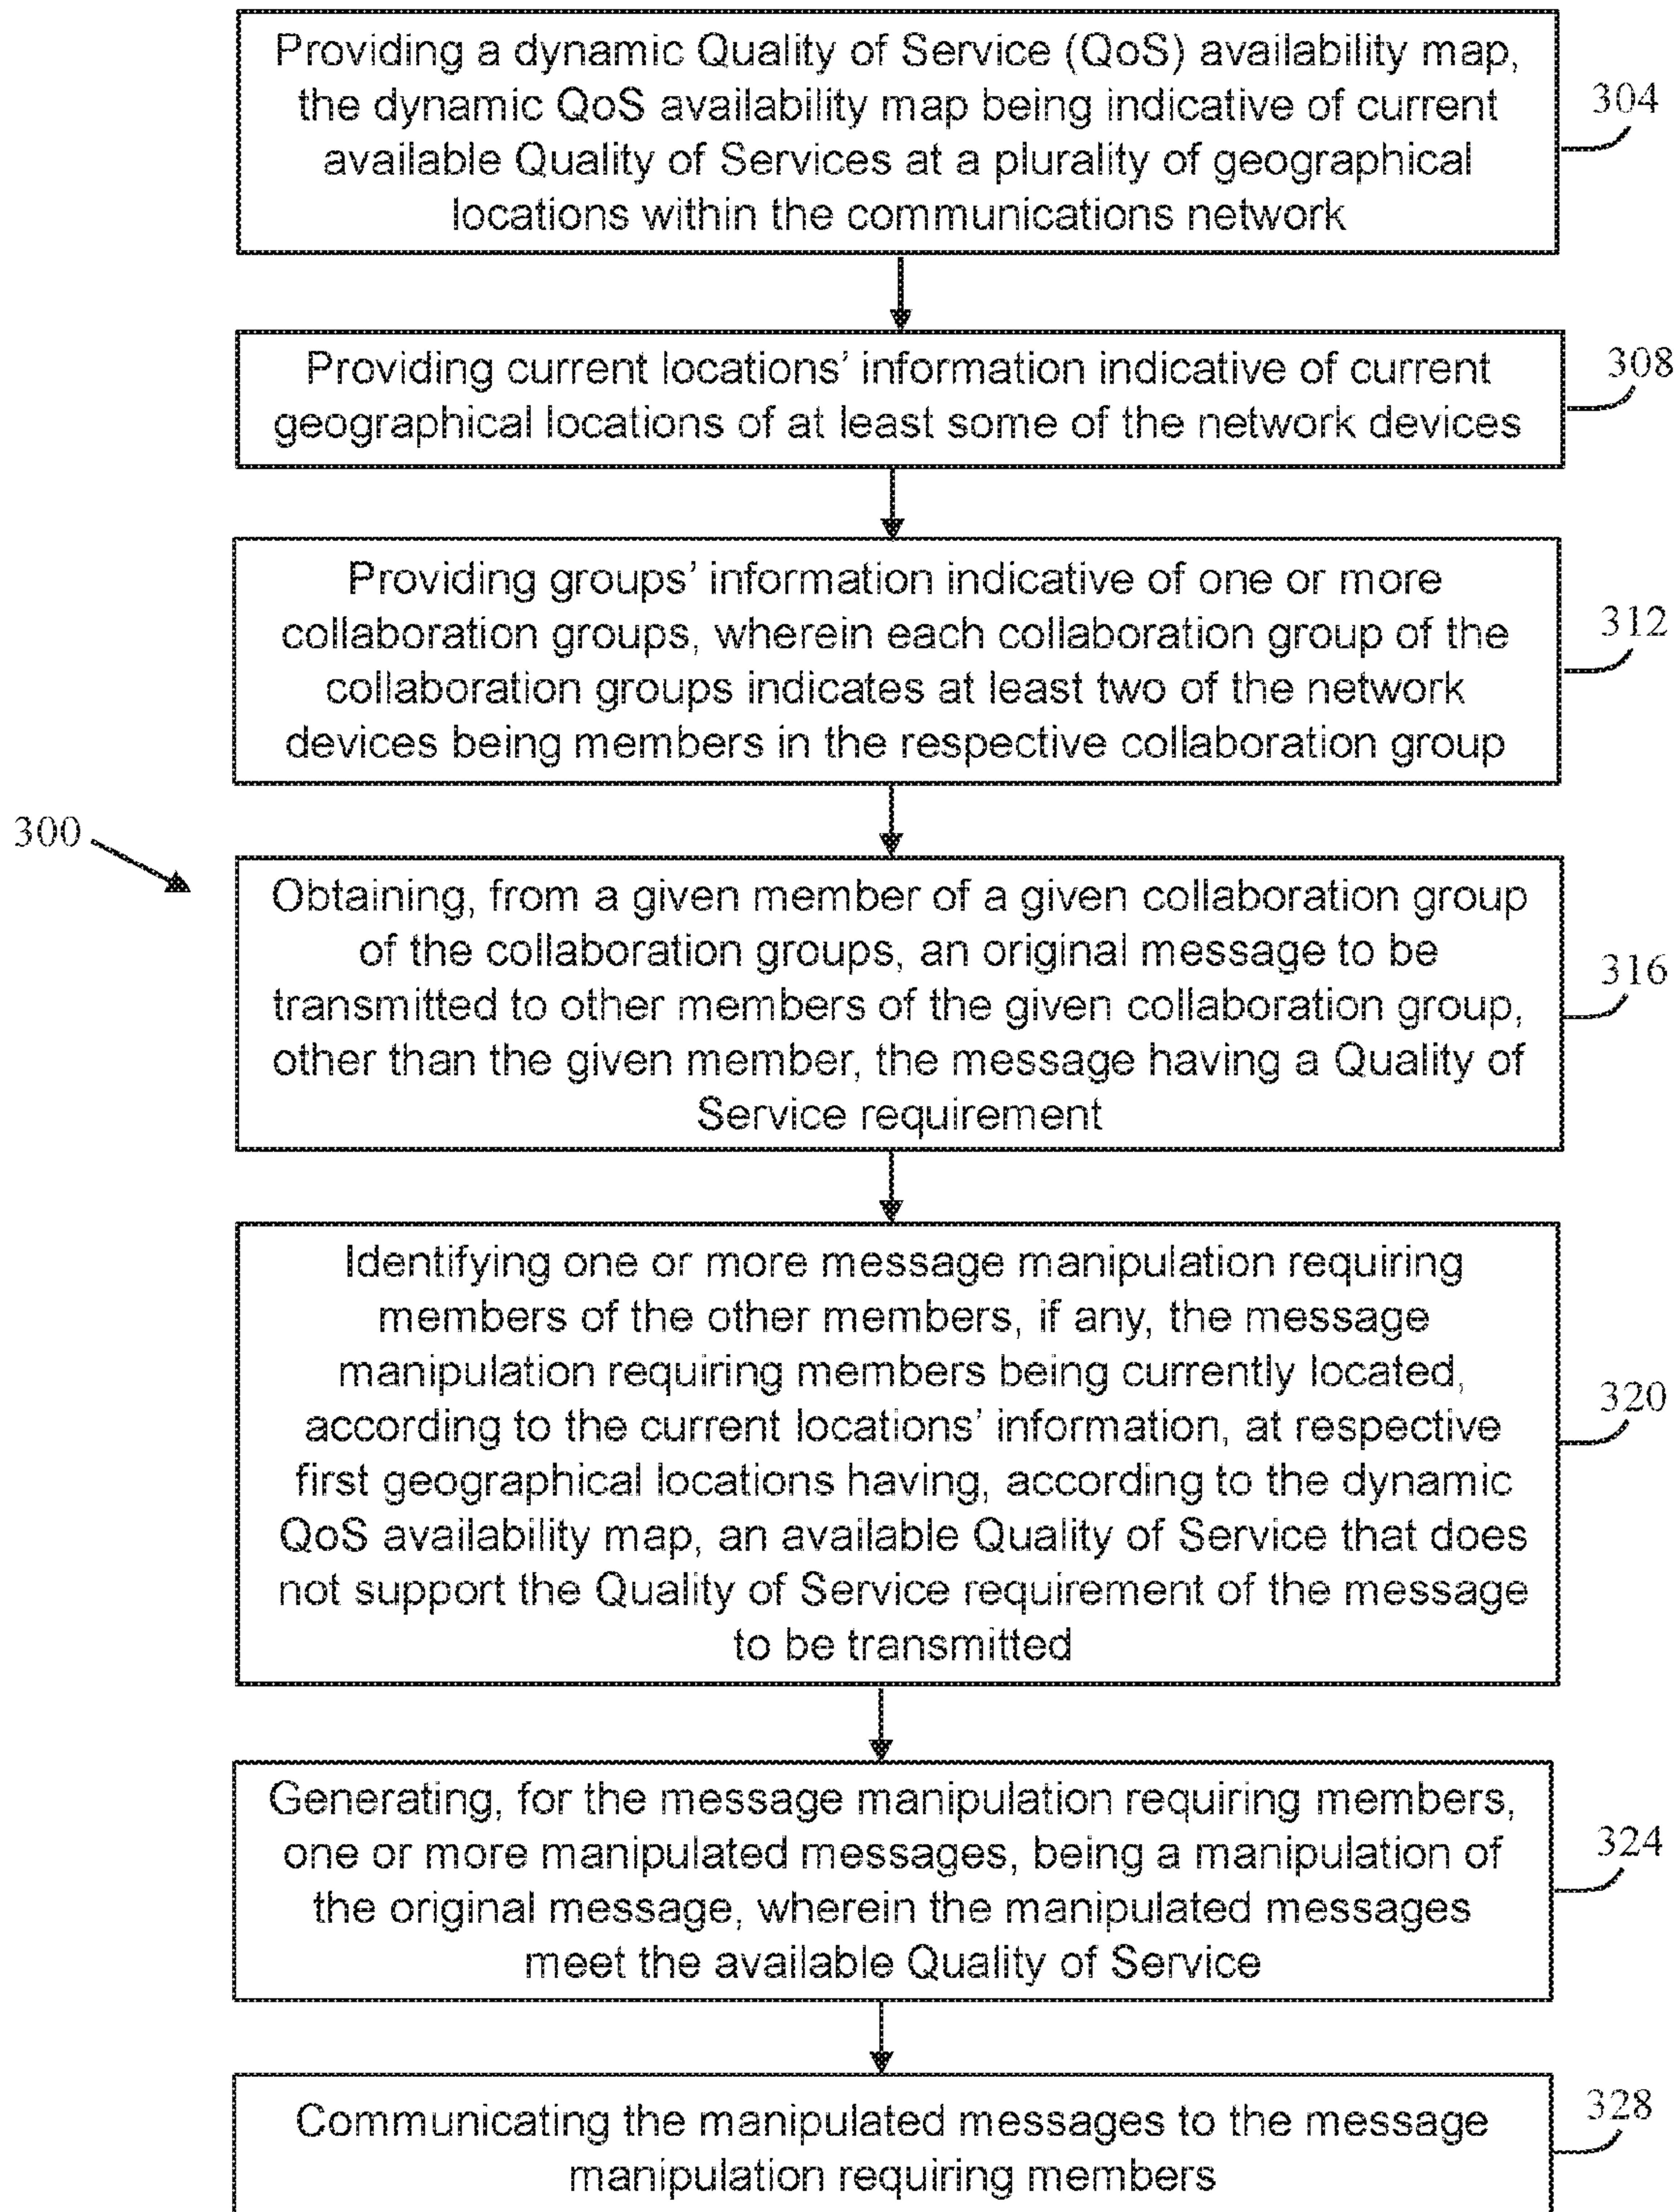 Providing a dynamic Quality of Service (QoS) availability map,
the dynamic QoS availability map being indicative of current
available Quality of Services at a plurality of geographical
locations within the communications network
304
Providing current locations’ information indicative of current
geographical locations of at least some of the network devices
308
Providing groups’ information indicative of one or more
collaboration groups, wherein each collaboration group of the
collaboration groups indicates at least two of the network
devices being members in the respective collaboration group
312
300
Obtaining, from a given member of a given collaboration group
of the collaboration groups, an original message to be
transmitted to other members of the given collaboration group,
other than the given member, the message having a Quality of
Service requirement
316
Identifying one or more message manipulation requiring
members of the other members, if any, the message
manipulation requiring members being currently located,
according to the current locations’ information, at respective
first geographical locations having, according to the dynamic
QoS availability map, an available Quality of Service that does
not support the Quality of Service requirement of the message
to be transmitted
320
Generating, for the message manipulation requiring members,
one or more manipulated messages, being a manipulation of
the original message, wherein the manipulated messages
meet the available Quality of Service
324
Communicating the manipulated messages to the message
manipulation requiring members
328